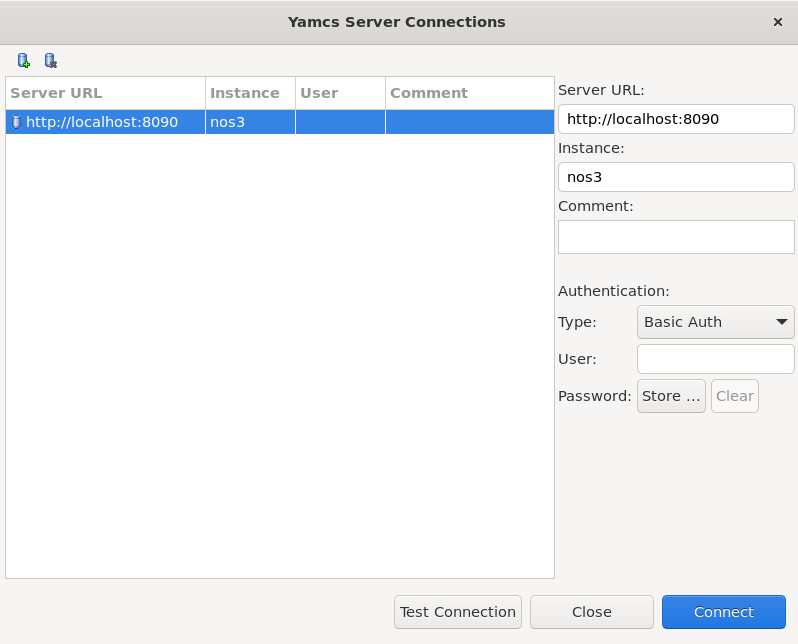 Yamcs Server Connections
Server URL Instance User Comment
http://localhost:8090 nos3
Server URL:
http://localhost:8090
Instance:
nos3
Comment:
Authentication:
Type: Basic Auth
User:
Password: Store ... Clear
Test Connection Close Connect